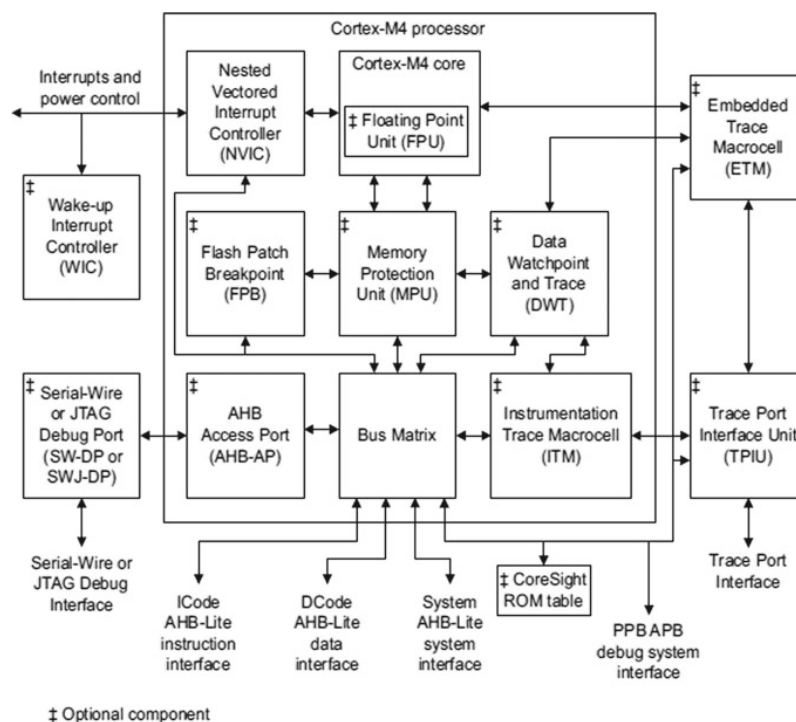 Cortex-M4 processor
Interrupts and
power control
Nested
Vectored
Interrupt
Controller
(NVIC)
Cortex-M4 core
‡ Floating Point
Unit (FPU)
‡
Embedded
Trace
Macrocell
(ETM)
‡
Wake-up
Interrupt
Controller
(WIC)
‡
Flash Patch
Breakpoint
(FPB)
‡
Memory
Protection
Unit (MPU)
‡
Data
Watchpoint
and Trace
(DWT)
‡
Serial-Wire
or JTAG
Debug Port
(SW-DP or
SWJ-DP)
‡
AHB
Access Port
(AHB-AP)
Bus Matrix
‡
Instrumentation
Trace Macrocell
(ITM)
‡
Trace Port
Interface Unit
(TPIU)
Serial-Wire or
JTAG Debug
Interface
ICode
AHB-Lite
instruction
interface
DCode
AHB-Lite
data
interface
System
AHB-Lite
system
interface
‡ CoreSight
ROM table
PPB APB
debug system
interface
Trace Port
Interface
‡ Optional component